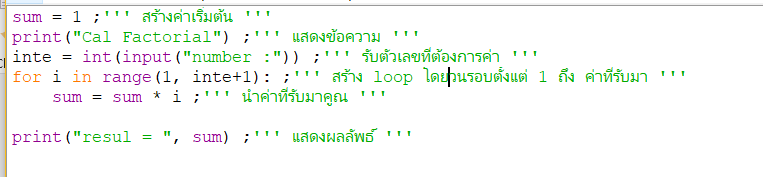 sum = 1 ;''' สร้างค่าเริ่มต้น '''
print("Cal Factorial") ;''' แสดงข้อความ '''
inte = int(input("number :")) ;''' รับตัวเลขที่ต้องการค่า '''
for i in range(1, inte+1): ;''' สร้าง loop โดยวนรอบตั้งแต่ 1 ถึง ค่าที่รับมา '''
    sum = sum * i ;''' นำค่าที่รับมาคูณ '''
print("resul = ", sum) ;''' แสดงผลลัพธ์ '''